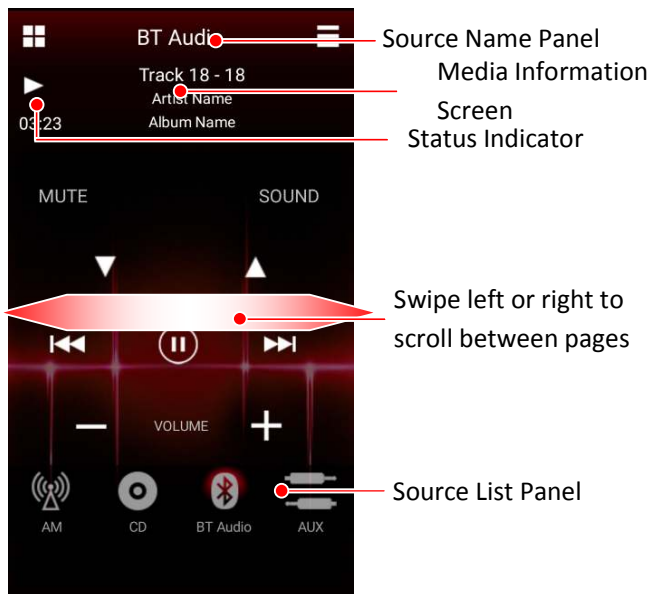 BT Audio
Source Name Panel
Track 18 - 18
Media Information
Artist Name
Screen
03:23
Album Name
Status Indicator
MUTE
SOUND
Swipe left or right to
scroll between pages
VOLUME
Source List Panel
AM
CD
BT Audio
AUX